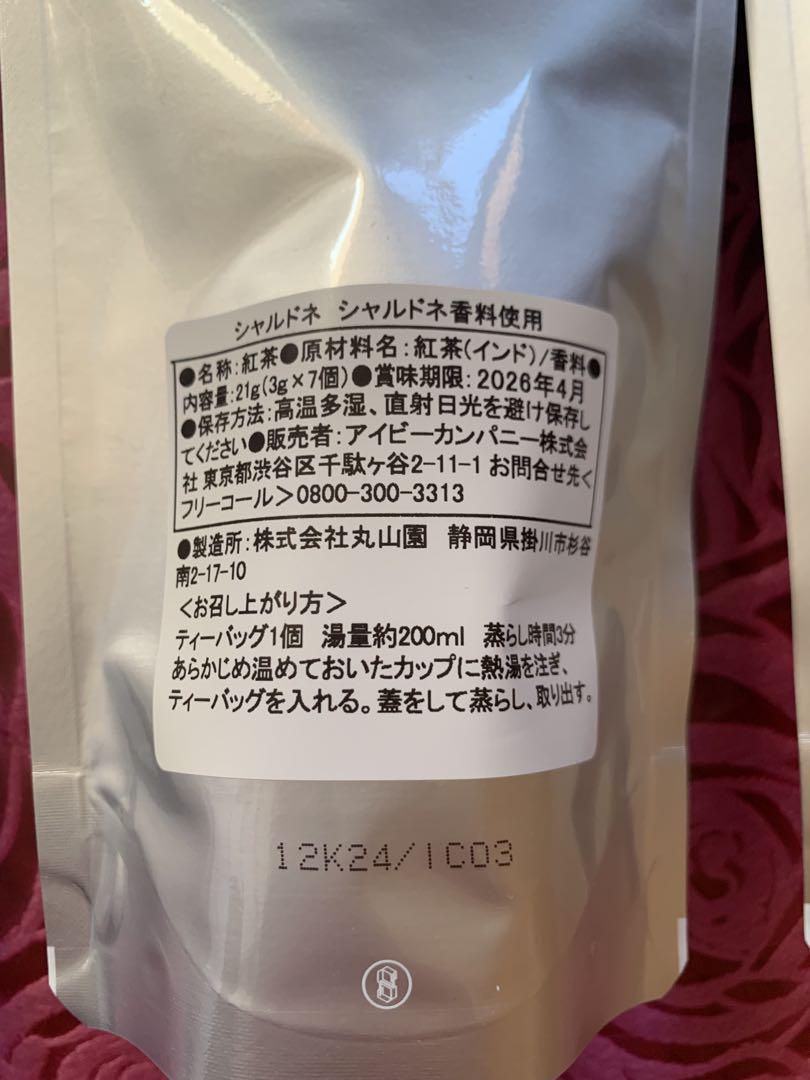 シャルドネ　シャルドネ香料使用
●名称：紅茶●原材料名：紅茶（インド）/香料●
内容量：21g（3g×7個）●賞味期限：2026年4月
●保存方法：高温多湿、直射日光を避け保存し
てください●販売者：アイビーカンパニー株式会
社 東京都渋谷区千駄ヶ谷2-11-1 お問合せ先＜
フリーコール＞0800-300-3313
●製造所：株式会社丸山園　静岡県掛川市杉谷
南2-17-10
＜お召し上がり方＞
ティーバッグ1個　湯量約200ml　蒸らし時間3分
あらかじめ温めておいたカップに熱湯を注ぎ、
ティーバッグを入れる。蓋をして蒸らし、取り出す。
12K24/IC03